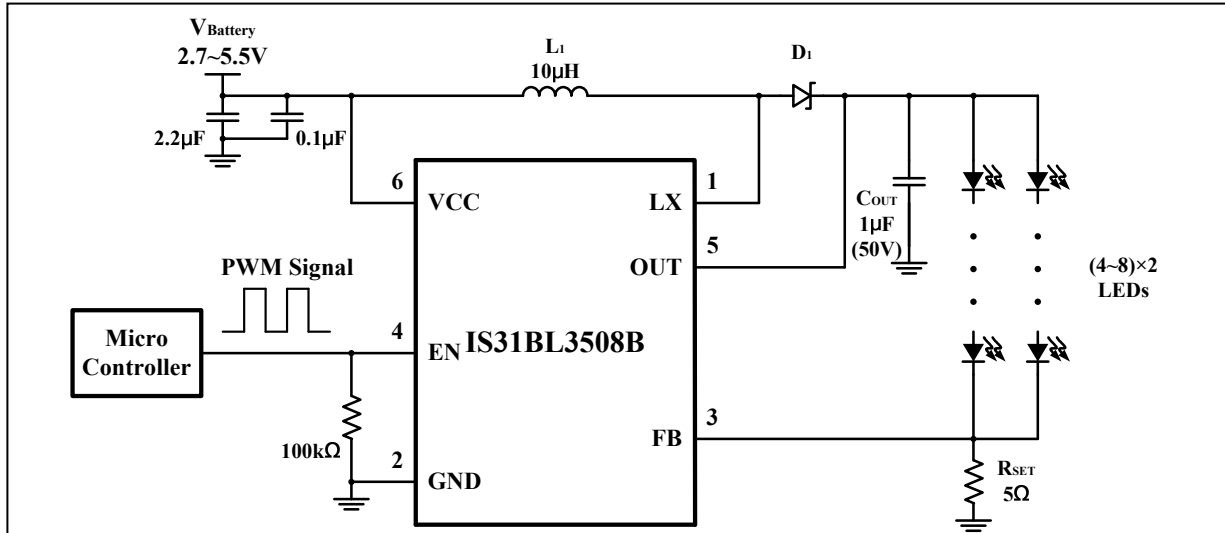 VBattery
2.7~5.5V
L1
10µH
D1
2.2µF
0.1µF
6
VCC
1
LX
COUT
1µF
(50V)
5
OUT
(4~8)×2
LEDs
PWM Signal
Micro
Controller
4
EN
IS31BL3508B
3
FB
100kΩ
2
GND
RSET
5Ω